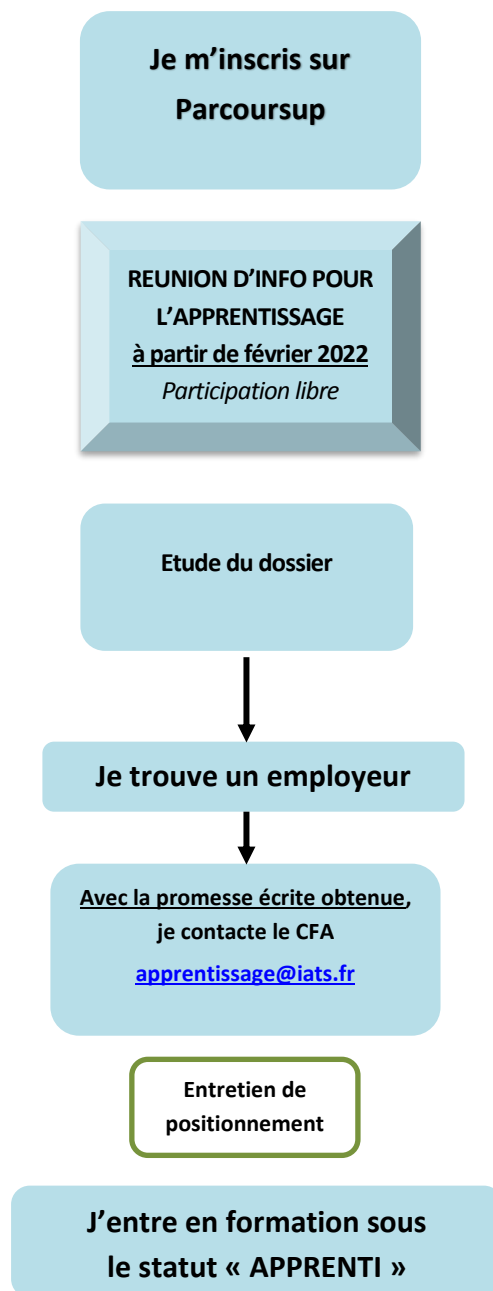 Je m’inscris sur
Parcoursup
REUNION D’INFO POUR
L’APPRENTISSAGE
à partir de février 2022
Participation libre
Etude du dossier
Je trouve un employeur
Avec la promesse écrite obtenue,
je contacte le CFA
apprentissage@iats.fr
Entretien de
positionnement
J’entre en formation sous
le statut « APPRENTI »